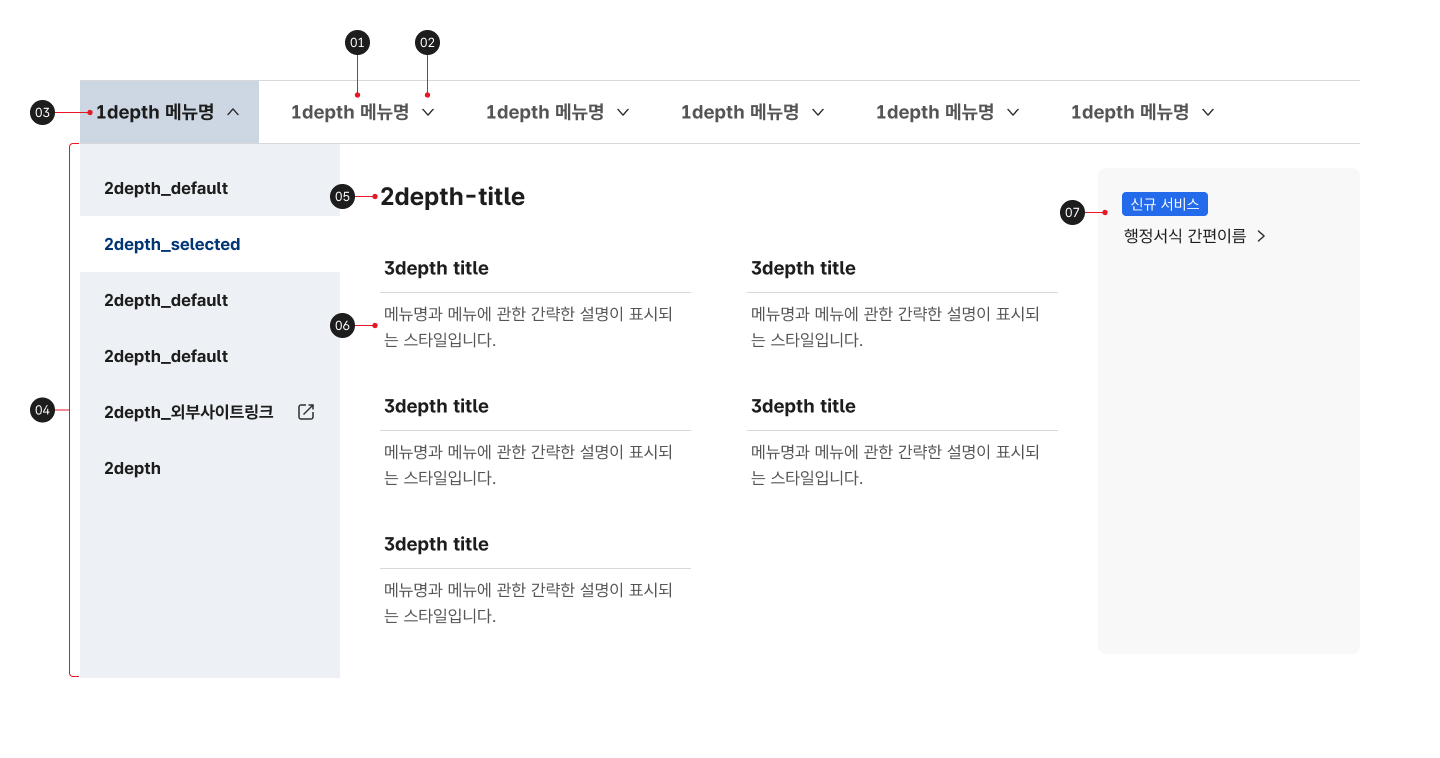 01
02
03
1depth 메뉴명
1depth 메뉴명
1depth 메뉴명
1depth 메뉴명
1depth 메뉴명
1depth 메뉴명
04
2depth_default
2depth_selected
2depth_default
2depth_default
2depth_외부사이트링크
2depth
05
2depth-title
06
3depth title
메뉴명과 메뉴에 관한 간략한 설명이 표시되
는 스타일입니다.
3depth title
메뉴명과 메뉴에 관한 간략한 설명이 표시되
는 스타일입니다.
3depth title
메뉴명과 메뉴에 관한 간략한 설명이 표시되
는 스타일입니다.
3depth title
메뉴명과 메뉴에 관한 간략한 설명이 표시되
는 스타일입니다.
3depth title
메뉴명과 메뉴에 관한 간략한 설명이 표시되
는 스타일입니다.
07
신규 서비스
행정서식 간편이름